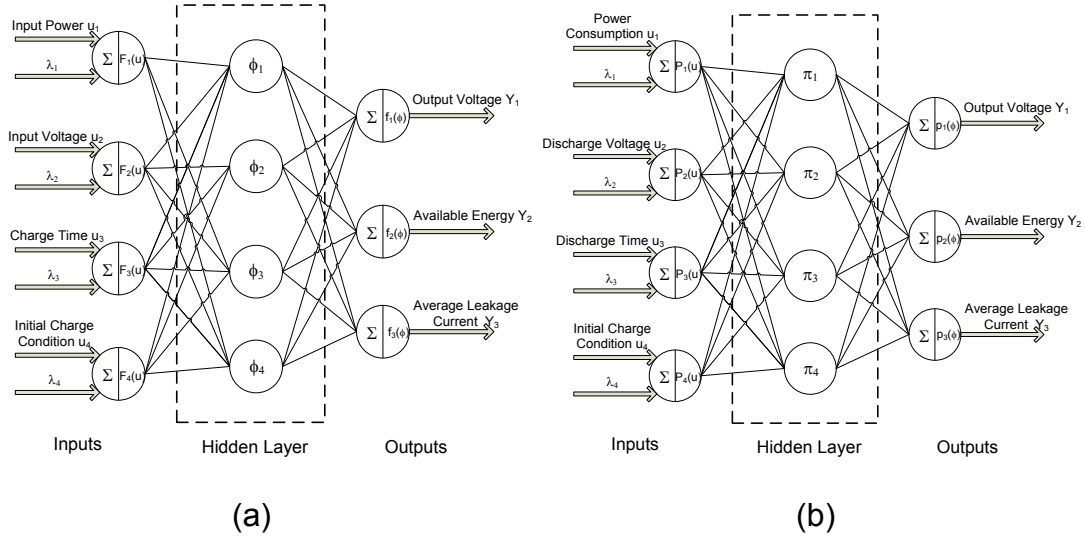 Input Power u₁
λ₁
Σ F₁(u)
Input Voltage u₂
λ₂
Σ F₂(u)
Charge Time u₃
λ₃
Σ F₃(u)
Initial Charge
Condition u₄
λ₄
Σ F₄(u)
ϕ₁
ϕ₂
ϕ₃
ϕ₄
Σ f₁(ϕ)
Σ f₂(ϕ)
Σ f₃(ϕ)
Output Voltage Y₁
Available Energy Y₂
Average Leakage
Current Y₃
Inputs
Hidden Layer
Outputs
(a)
Power
Consumption u₁
λ₁
Σ P₁(u)
Discharge Voltage u₂
λ₂
Σ P₂(u)
Discharge Time u₃
λ₃
Σ P₃(u)
Initial Charge
Condition u₄
λ₄
Σ P₄(u)
π₁
π₂
π₃
π₄
Σ p₁(ϕ)
Σ p₂(ϕ)
Σ p₃(ϕ)
Output Voltage Y₁
Available Energy Y₂
Average Leakage
Current Y₃
Inputs
Hidden Layer
Outputs
(b)